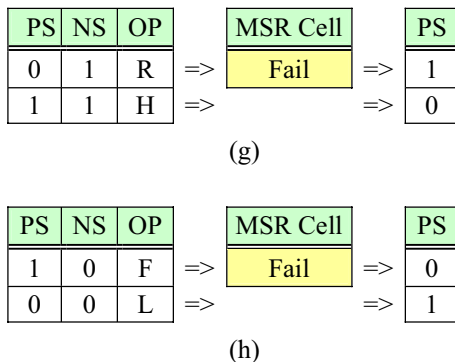 PS NS OP MSR Cell PS
0 1 R => Fail => 1
1 1 H => => 0
(g)
PS NS OP MSR Cell PS
1 0 F => Fail => 0
0 0 L => => 1
(h)